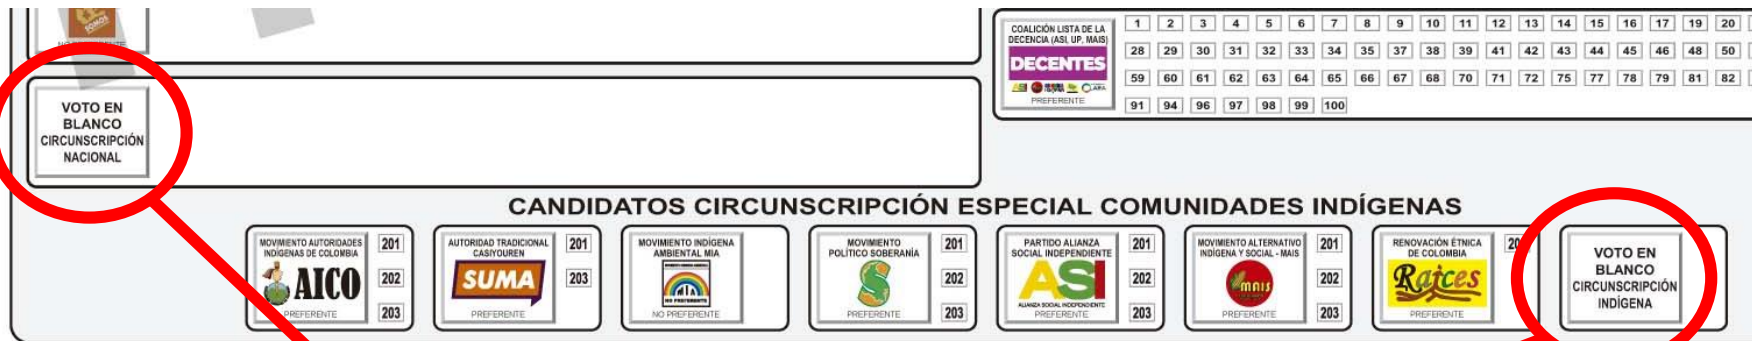 SOMOS
NO PREFERENTE
VOTO EN
BLANCO
CIRCUNSCRIPCIÓN
NACIONAL
COALICIÓN LISTA DE LA
DECENCIA (ASI, UP, MAIS)
DECENTES
ASI
PREFERENTE
1 2 3 4 5 6 7 8 9 10 11 12 13 14 15 16 17 19 20
28 29 30 31 32 33 34 35 37 38 39 41 42 43 44 45 46 48 50
59 60 61 62 63 64 65 66 67 68 70 71 72 75 77 78 79 81 82
91 94 96 97 98 99 100
CANDIDATOS CIRCUNSCRIPCIÓN ESPECIAL COMUNIDADES INDÍGENAS
MOVIMIENTO AUTORIDADES
INDÍGENAS DE COLOMBIA
AICO
PREFERENTE
201
202
203
AUTORIDAD TRADICIONAL
CASIYOUREN
SUMA
PREFERENTE
201
203
MOVIMIENTO INDÍGENA
AMBIENTAL MIA
MIA
NO PREFERENTE
NO PREFERENTE
MOVIMIENTO
POLÍTICO SOBERANÍA
S
PREFERENTE
201
202
203
PARTIDO ALIANZA
SOCIAL INDEPENDIENTE
ASI
ALIANZA SOCIAL INDEPENDIENTE
PREFERENTE
201
202
203
MOVIMIENTO ALTERNATIVO
INDÍGENA Y SOCIAL - MAIS
mais
PREFERENTE
201
202
203
RENOVACIÓN ÉTNICA
DE COLOMBIA
Raíces
PREFERENTE
VOTO EN
BLANCO
CIRCUNSCRIPCIÓN
INDÍGENA